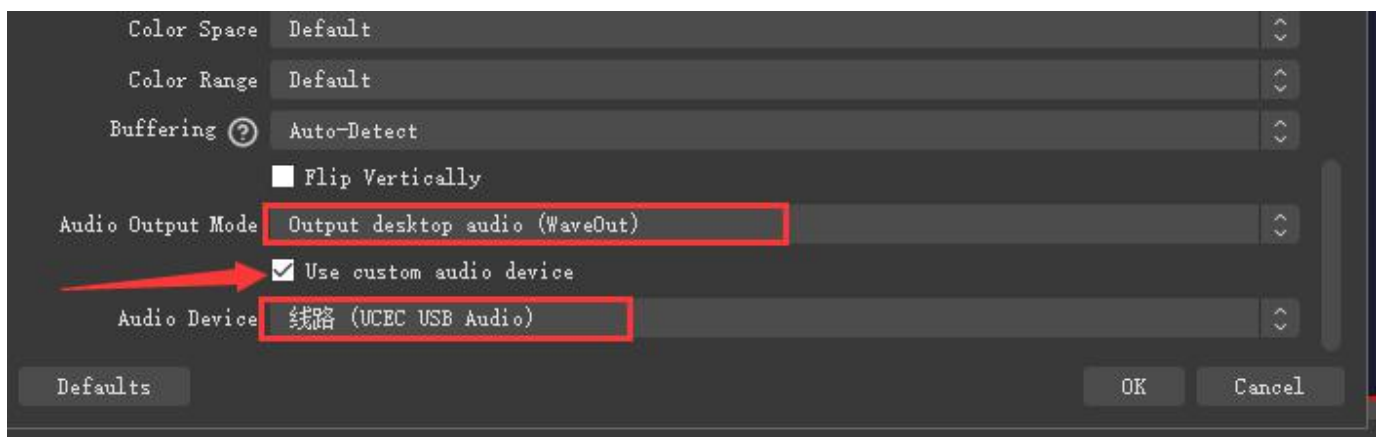 Color Space Default
Color Range Default
Buffering ? Auto-Detect
Flip Vertically
Audio Output Mode Output desktop audio (WaveOut)
Use custom audio device
Audio Device 线路 (UCEC USB Audio)
Defaults OK Cancel